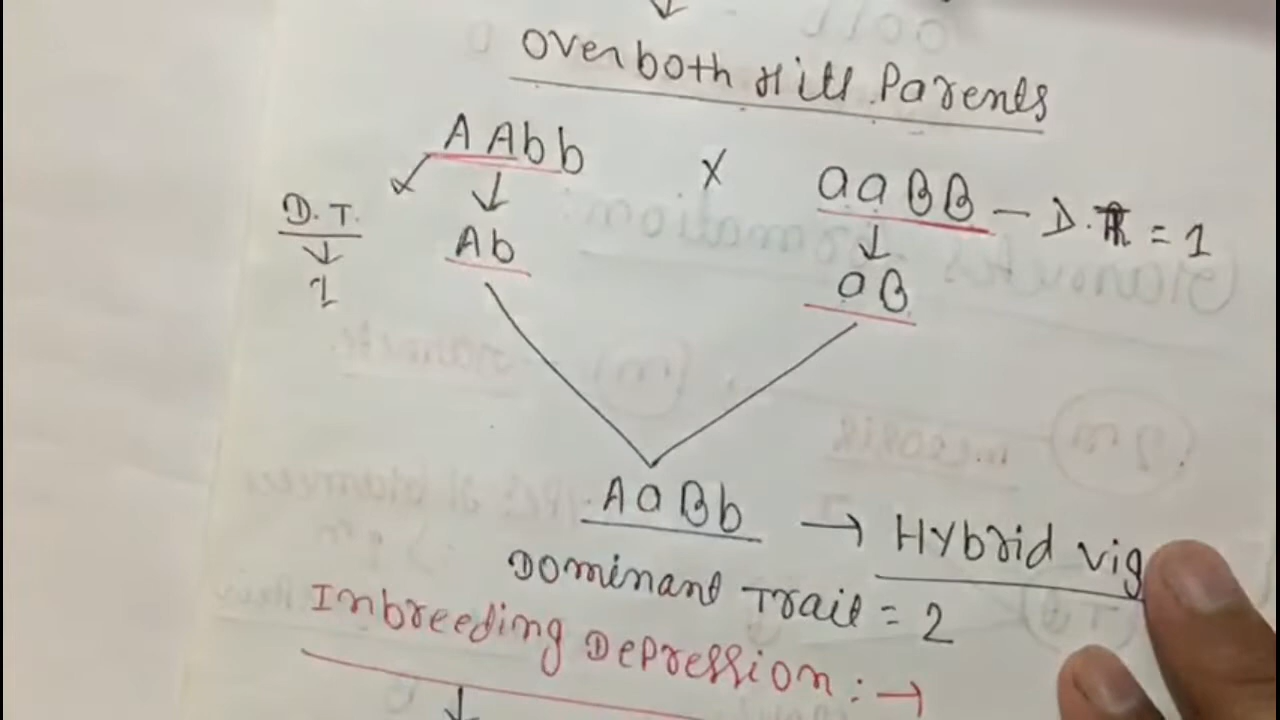 Over both Hill Parents
AAbb X aaBB - D.T = 1
D.T.
Ab aB
1
AaBb → Hybrid vig
Dominant Trait = 2
Inbreeding Depression : →